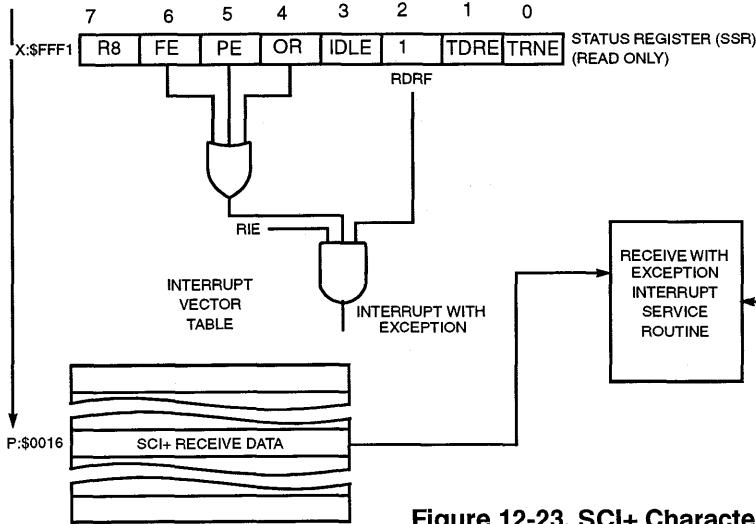 7 6 5 4 3 2 1 0
X:$FFF1 R8 FE PE OR IDLE 1 TDRE TRNE STATUS REGISTER (SSR)
(READ ONLY)
RDRF
RIE
INTERRUPT
VECTOR
TABLE
INTERRUPT WITH
EXCEPTION
RECEIVE WITH
EXCEPTION
INTERRUPT
SERVICE
ROUTINE
P:$0016 SCI+ RECEIVE DATA
Figure 12-23. SCI+ Characte